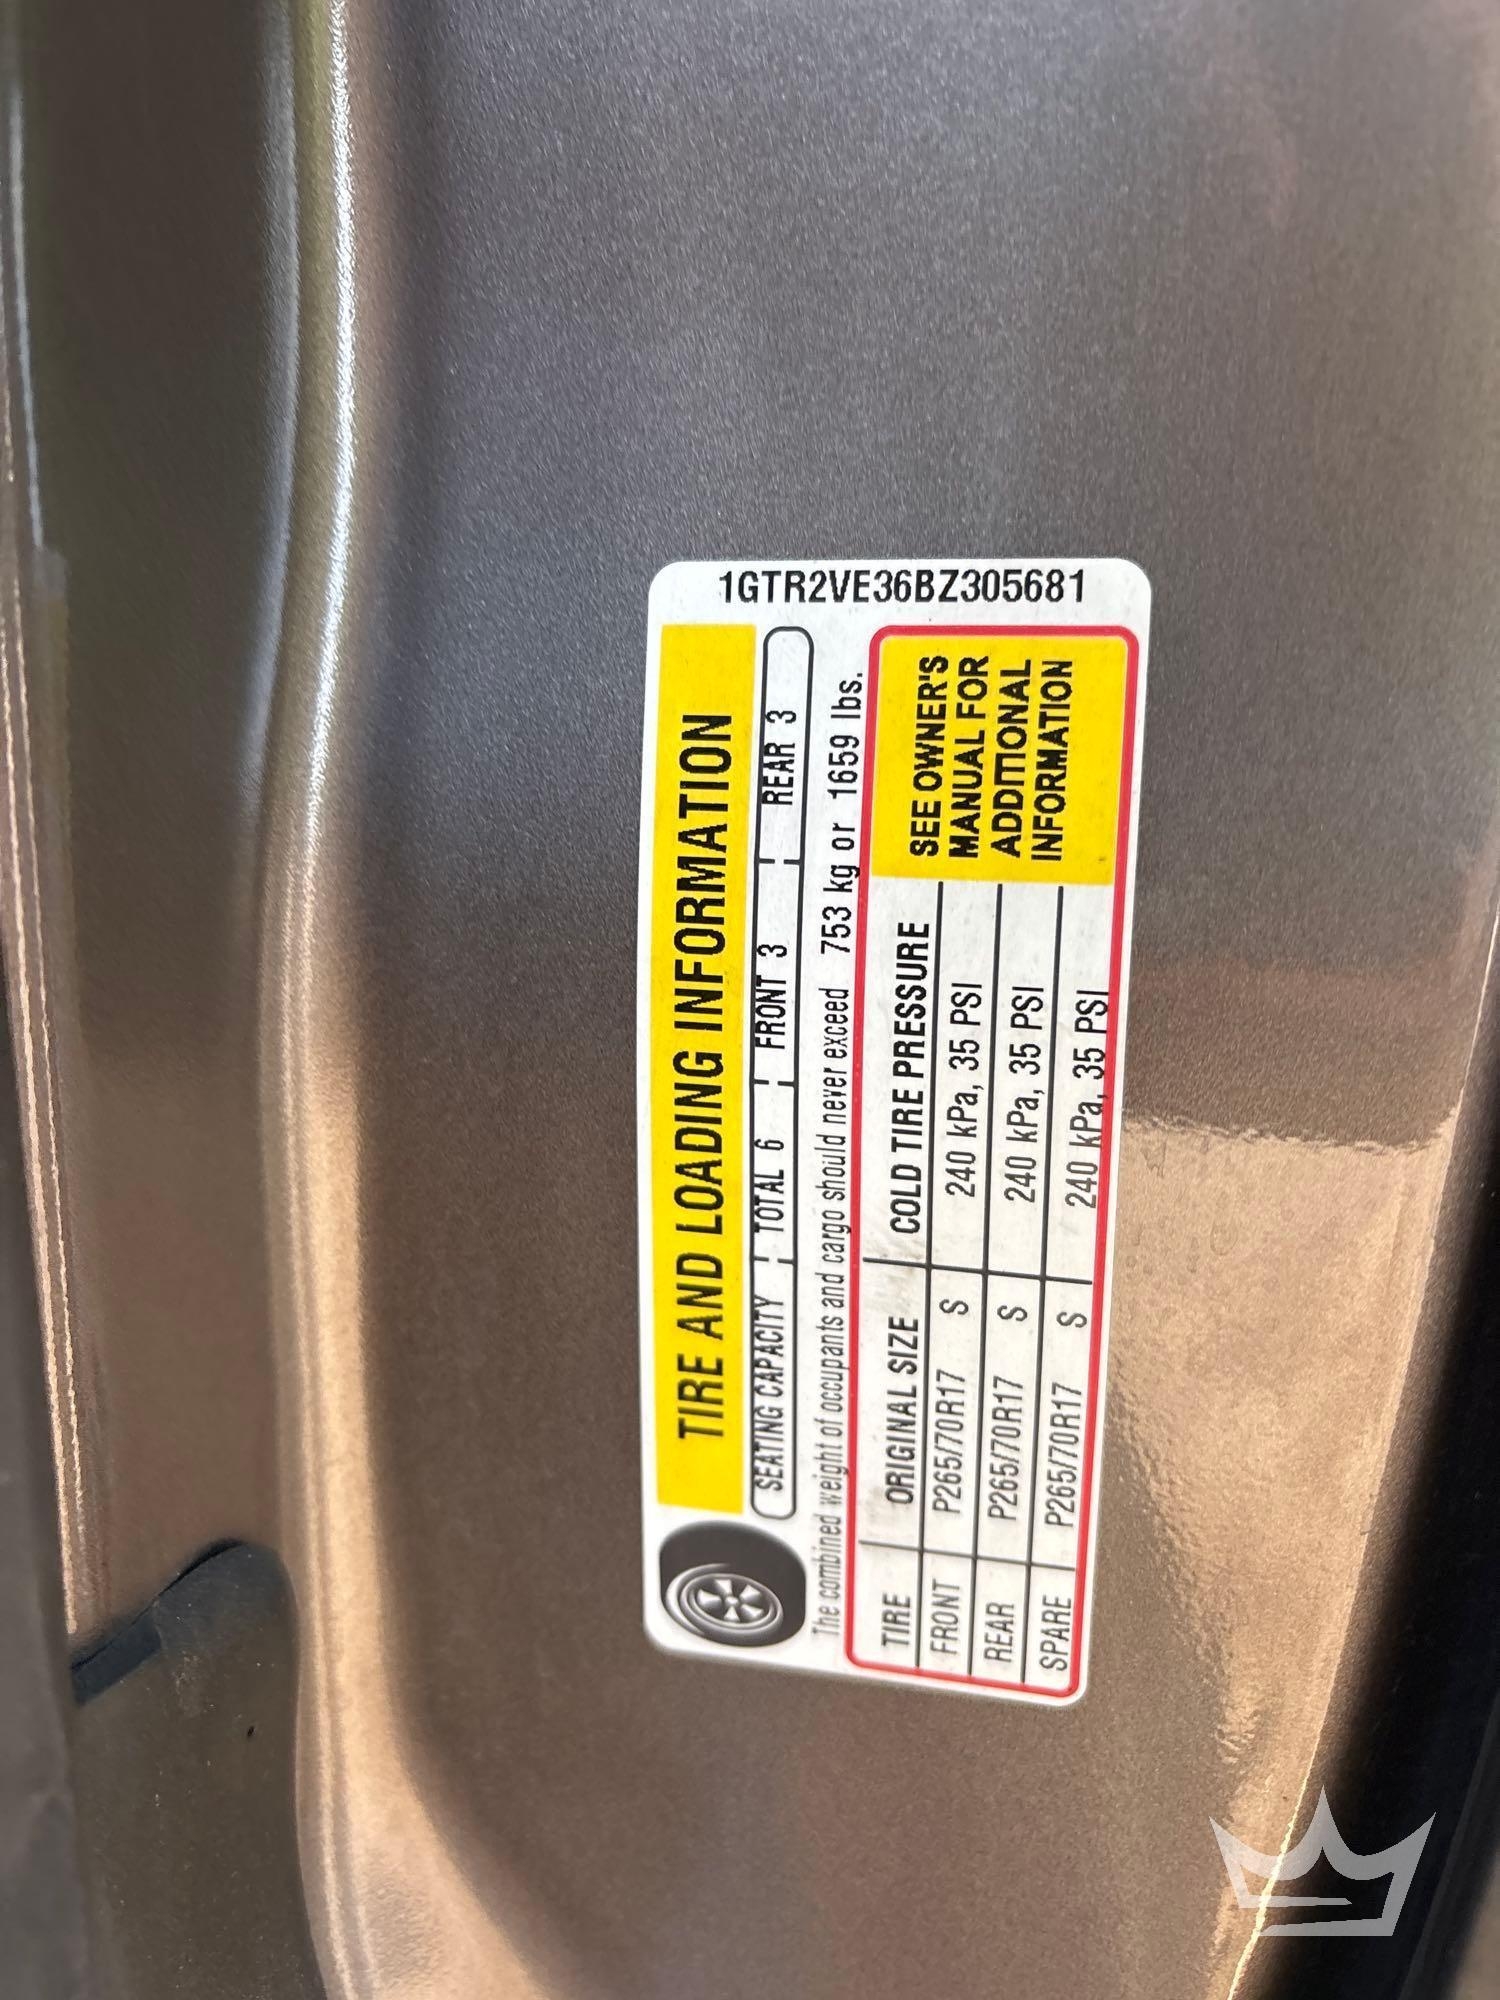 1GTR2VE36BZ305681
TIRE AND LOADING INFORMATION
SEATING CAPACITY TOTAL 6 FRONT 3 REAR 3
The combined weight of occupants and cargo should never exceed 753 kg or 1659 lbs.
TIRE ORIGINAL SIZE COLD TIRE PRESSURE
FRONT P265/70R17 S 240 kPa, 35 PSI
REAR P265/70R17 S 240 kPa, 35 PSI
SPARE P265/70R17 S 240 kPa, 35 PSI
SEE OWNER'S
MANUAL FOR
ADDITIONAL
INFORMATION